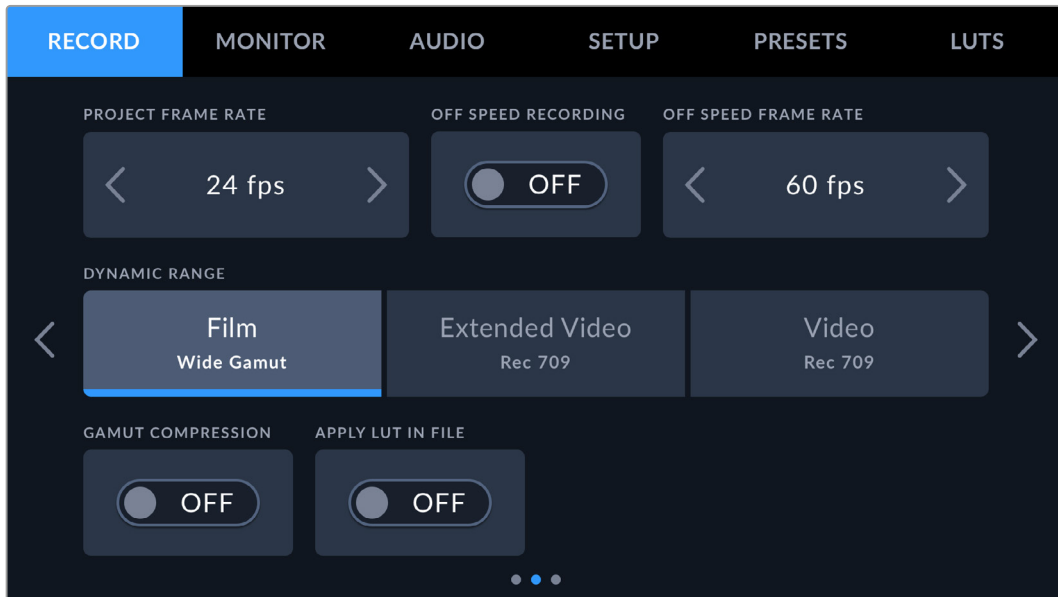 RECORD MONITOR AUDIO SETUP PRESETS LUTS
PROJECT FRAME RATE OFF SPEED RECORDING OFF SPEED FRAME RATE
24 fps OFF 60 fps
DYNAMIC RANGE
Film Extended Video Video
Wide Gamut Rec 709 Rec 709
GAMUT COMPRESSION APPLY LUT IN FILE
OFF OFF